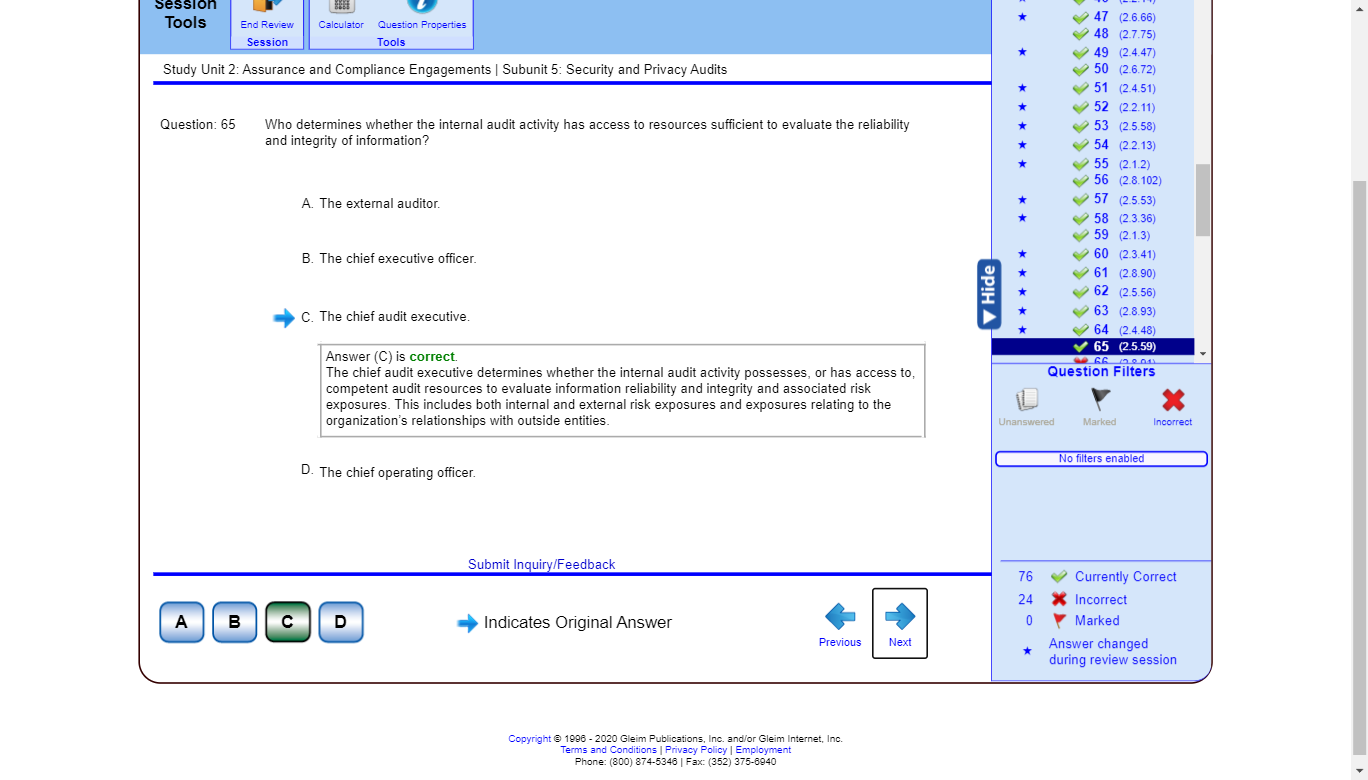 Session
Tools
End Review
Session
Calculator
Question Properties
Tools
Study Unit 2: Assurance and Compliance Engagements | Subunit 5: Security and Privacy Audits
Question: 65
Who determines whether the internal audit activity has access to resources sufficient to evaluate the reliability
and integrity of information?
A. The external auditor.
B. The chief executive officer.
C. The chief audit executive.
Answer (C) is correct.
The chief audit executive determines whether the internal audit activity possesses, or has access to,
competent audit resources to evaluate information reliability and integrity and associated risk
exposures. This includes both internal and external risk exposures and exposures relating to the
organization's relationships with outside entities.
D. The chief operating officer.
Submit Inquiry/Feedback
A
B
C
D
Indicates Original Answer
Previous
Next
Hide
47 (2.6.66)
48 (2.7.75)
49 (2.4.47)
50 (2.6.72)
51 (2.4.51)
52 (2.2.11)
53 (2.5.58)
54 (2.2.13)
55 (2.1.2)
56 (2.8.102)
57 (2.5.53)
58 (2.3.36)
59 (2.1.3)
60 (2.3.41)
61 (2.8.90)
62 (2.5.56)
63 (2.8.93)
64 (2.4.48)
65 (2.5.59)
Question Filters
Unanswered
Marked
Incorrect
No filters enabled
76 Currently Correct
24 Incorrect
0 Marked
Answer changed
during review session
Copyright © 1996 - 2020 Gleim Publications, Inc. and/or Gleim Internet, Inc.
Terms and Conditions | Privacy Policy | Employment
Phone: (800) 874-5346 | Fax: (352) 375-6940